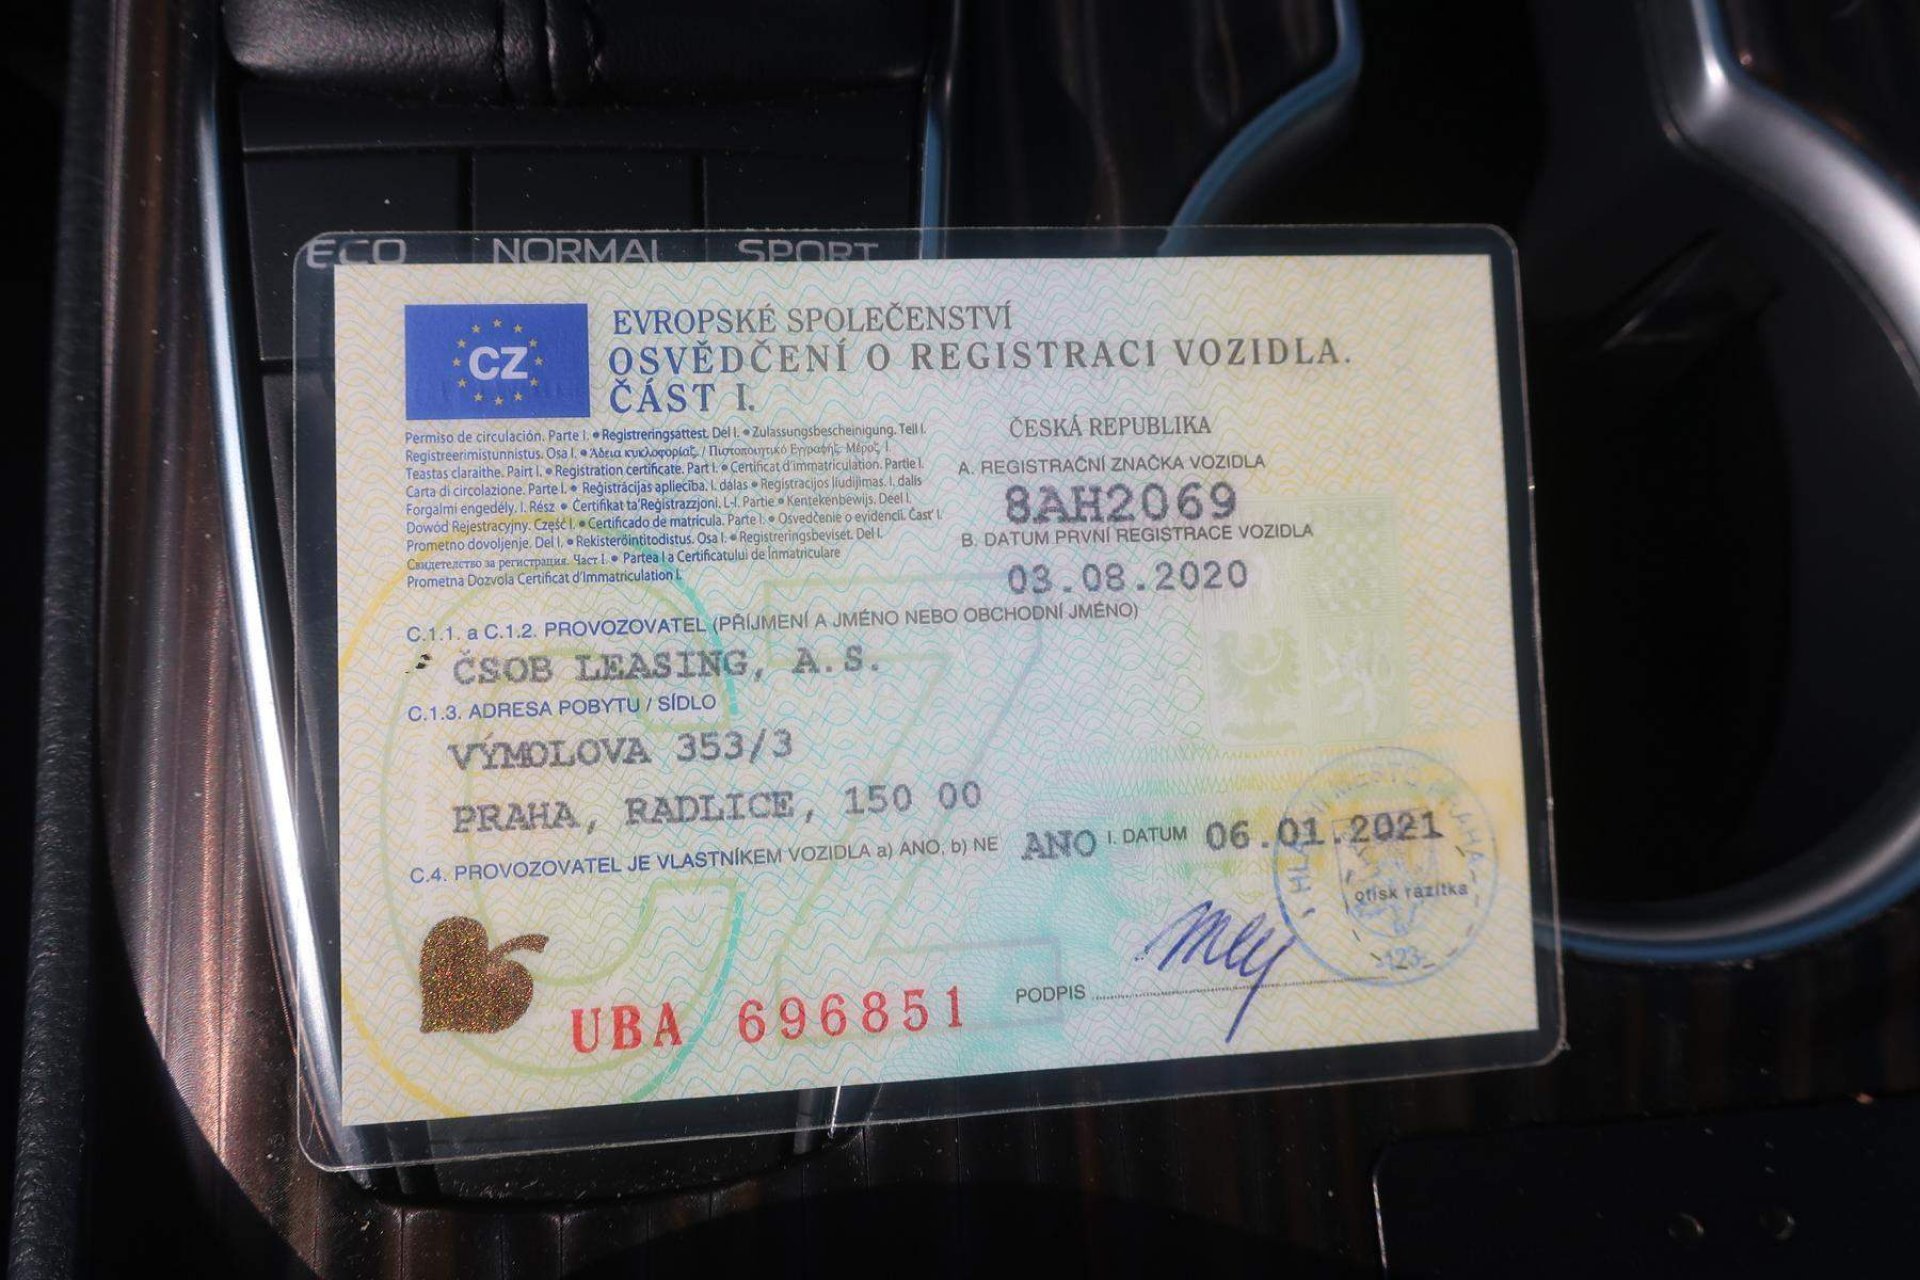 ECO NORMAL SPORT
CZ
EVROPSKÉ SPOLEČENSTVÍ
OSVĚDČENÍ O REGISTRACI VOZIDLA.
ČÁST I.
Permiso de circulación. Parte I. • Registreringsattest. Del I. • Zulassungsbescheinigung. Teil I.
Registreerimistunnistus. Osa I. • Άδεια κυκλοφορίας. / Πιστοποιητικό Εγγραφής. Μέρος I.
Teastas claraithe. Pairt I. • Registration certificate. Part I. • Certificat d'immatriculation. Partie I.
Carta di circolazione. Parte I. • Reģistrācijas apliecība. I. dalas • Registracijos liudijimas. I. dalis
Forgalmi engedély. I. Rész • Čertifikat ta'Reģistrazzjoni. L-I. Partie • Kentekenbewijs. Deel I.
Dowód Rejestracyjny. Część I. • Certificado de matrícula. Parte I. • Osvedčenie o evidencii. Časť I.
Prometno dovoljenje. Del I. • Rekisteröintitodistus. Osa I. • Registreringsbeviset. Del I.
Свидетелство за регистрация. Част I. • Partea I a Certificatului de Înmatriculare
Prometna Dozvola Certificat d'Immatriculation I.
ČESKÁ REPUBLIKA
A. REGISTRAČNÍ ZNAČKA VOZIDLA
8AH2069
B. DATUM PRVNÍ REGISTRACE VOZIDLA
03.08.2020
C.1.1. a C.1.2. PROVOZOVATEL (PŘÍJMENÍ A JMÉNO NEBO OBCHODNÍ JMÉNO)
ČSOB LEASING, A.S.
C.1.3. ADRESA POBYTU / SÍDLO
VÝMOLOVA 353/3
PRAHA, RADLICE, 150 00
C.4. PROVOZOVATEL JE VLASTNÍKEM VOZIDLA a) ANO, b) NE ANO I. DATUM 06.01.2021
otisk razítka
123
PODPIS
UBA 696851